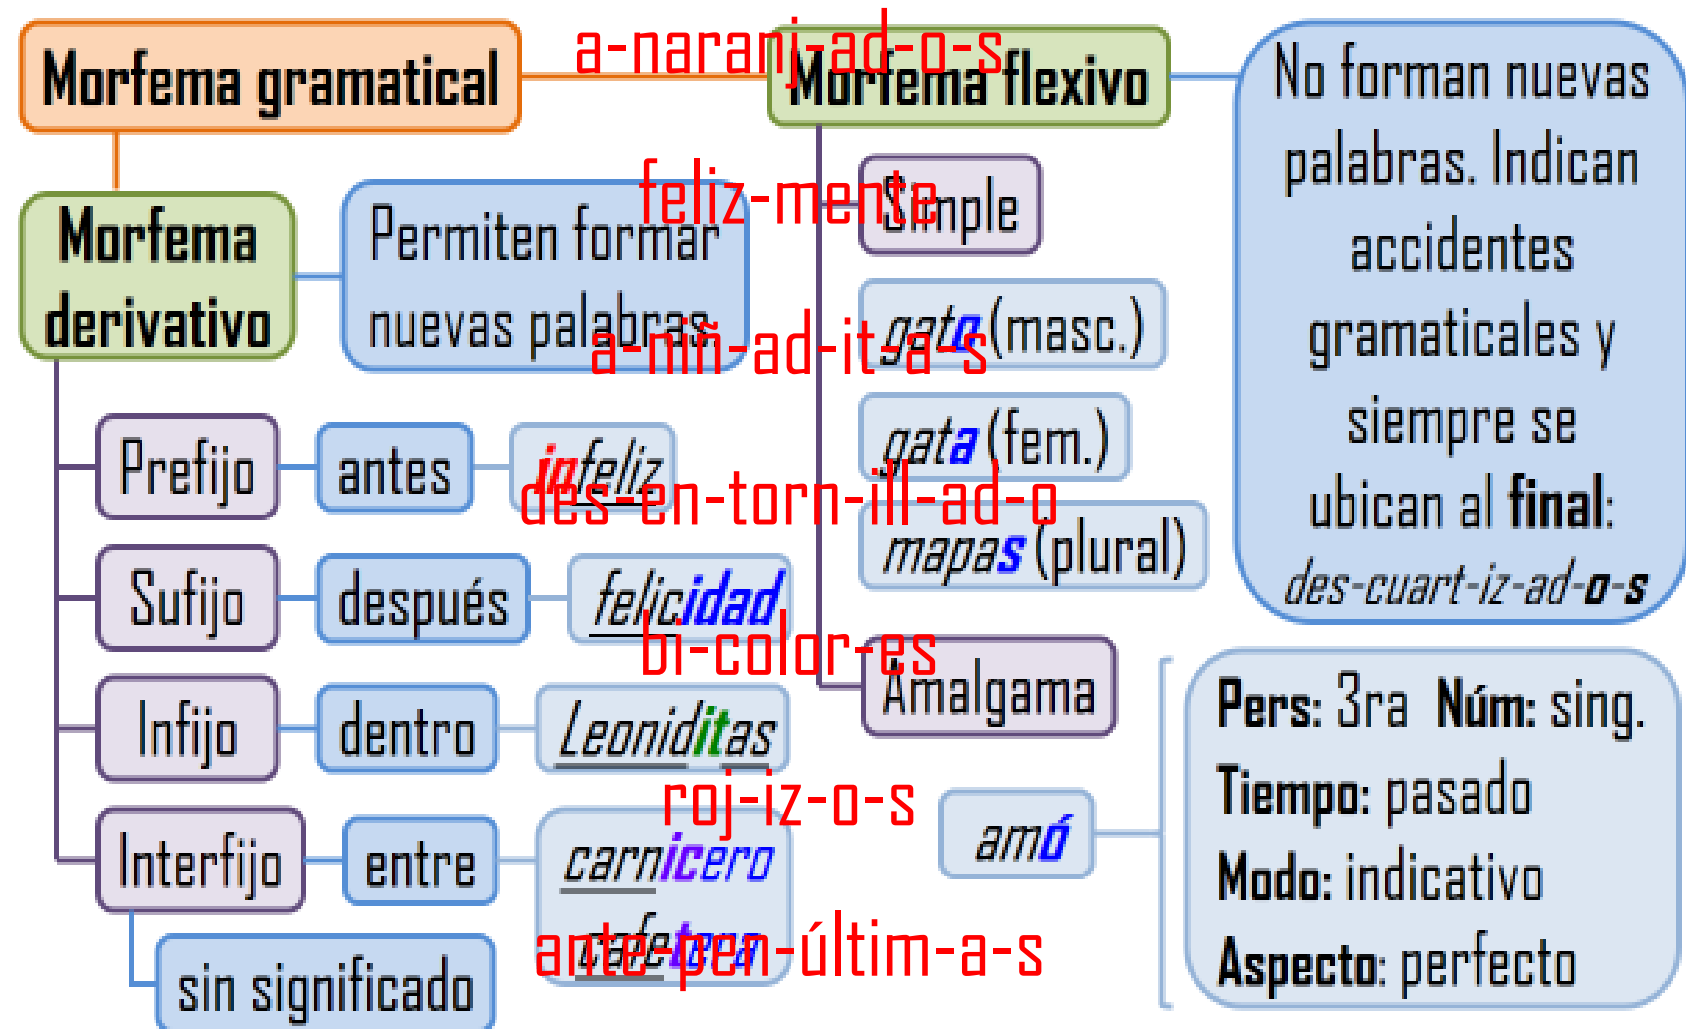 Morfema gramatical
Morfema flexivo
No forman nuevas
palabras. Indican
accidentes
gramaticales y
siempre se
ubican al final:
des-cuart-iz-ad-o-s
Morfema
derivativo
Permiten formar
nuevas palabras.
Simple
gato (masc.)
gata (fem.)
mapas (plural)
Prefijo
antes
infeliz
Sufijo
después
felicidad
Infijo
dentro
Leoniditas
Interfijo
entre
carnicero
cafetera
sin significado
Amalgama
amó
Pers: 3ra Núm: sing.
Tiempo: pasado
Modo: indicativo
Aspecto: perfecto
a-naranj-ad-o-s
feliz-mente
a-niñ-ad-it-a-s
des-en-torn-ill-ad-o
bi-color-es
roj-iz-o-s
ante-pen-últim-a-s